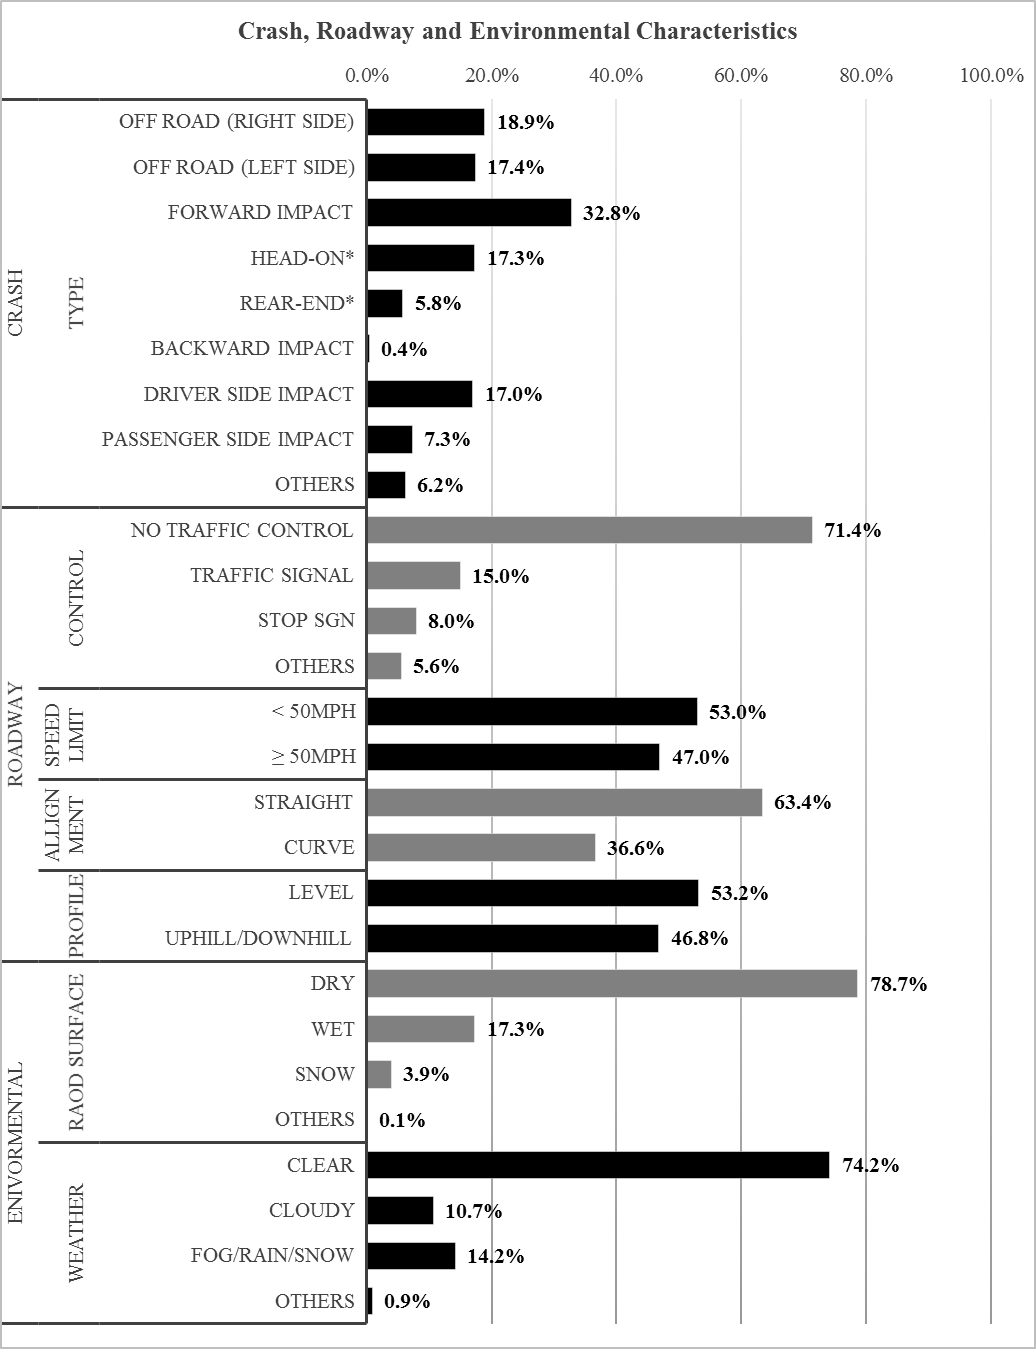 Crash, Roadway and Environmental Characteristics
0.0% 20.0% 40.0% 60.0% 80.0% 100.0%
CRASH
TYPE
OFF ROAD (RIGHT SIDE) 18.9%
OFF ROAD (LEFT SIDE) 17.4%
FORWARD IMPACT 32.8%
HEAD-ON* 17.3%
REAR-END* 5.8%
BACKWARD IMPACT 0.4%
DRIVER SIDE IMPACT 17.0%
PASSENGER SIDE IMPACT 7.3%
OTHERS 6.2%
ROADWAY
CONTROL
NO TRAFFIC CONTROL 71.4%
TRAFFIC SIGNAL 15.0%
STOP SGN 8.0%
OTHERS 5.6%
SPEED
LIMIT
< 50MPH 53.0%
≥ 50MPH 47.0%
ALLIGN
MENT
STRAIGHT 63.4%
CURVE 36.6%
PROFILE
LEVEL 53.2%
UPHILL/DOWNHILL 46.8%
ENIVORMENTAL
RAOD SURFACE
DRY 78.7%
WET 17.3%
SNOW 3.9%
OTHERS 0.1%
WEATHER
CLEAR 74.2%
CLOUDY 10.7%
FOG/RAIN/SNOW 14.2%
OTHERS 0.9%